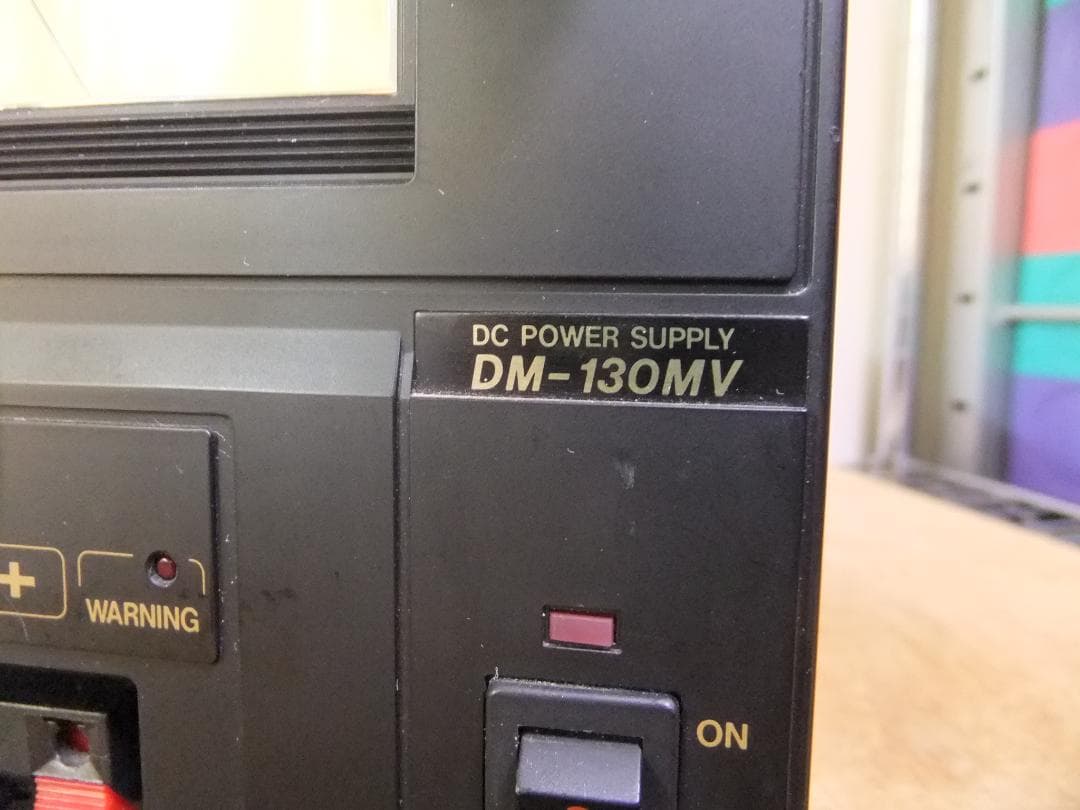 DC POWER SUPPLY
DM-130MV
+
WARNING
ON